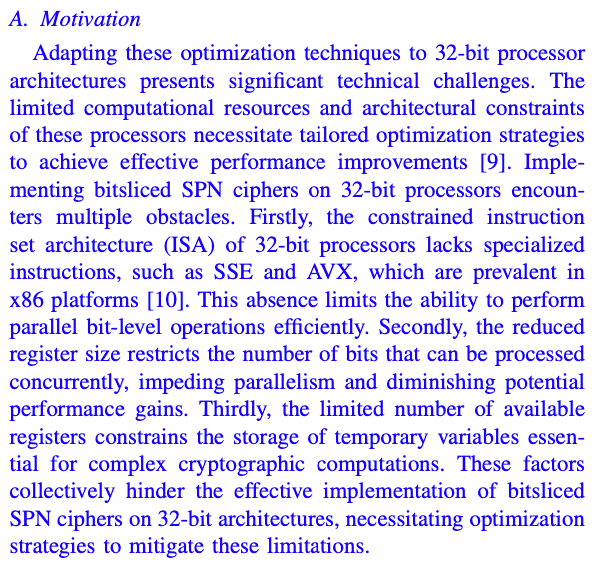 A. Motivation
Adapting these optimization techniques to 32-bit processor
architectures presents significant technical challenges. The
limited computational resources and architectural constraints
of these processors necessitate tailored optimization strategies
to achieve effective performance improvements [9]. Imple-
menting bitsliced SPN ciphers on 32-bit processors encoun-
ters multiple obstacles. Firstly, the constrained instruction
set architecture (ISA) of 32-bit processors lacks specialized
instructions, such as SSE and AVX, which are prevalent in
x86 platforms [10]. This absence limits the ability to perform
parallel bit-level operations efficiently. Secondly, the reduced
register size restricts the number of bits that can be processed
concurrently, impeding parallelism and diminishing potential
performance gains. Thirdly, the limited number of available
registers constrains the storage of temporary variables essen-
tial for complex cryptographic computations. These factors
collectively hinder the effective implementation of bitsliced
SPN ciphers on 32-bit architectures, necessitating optimization
strategies to mitigate these limitations.